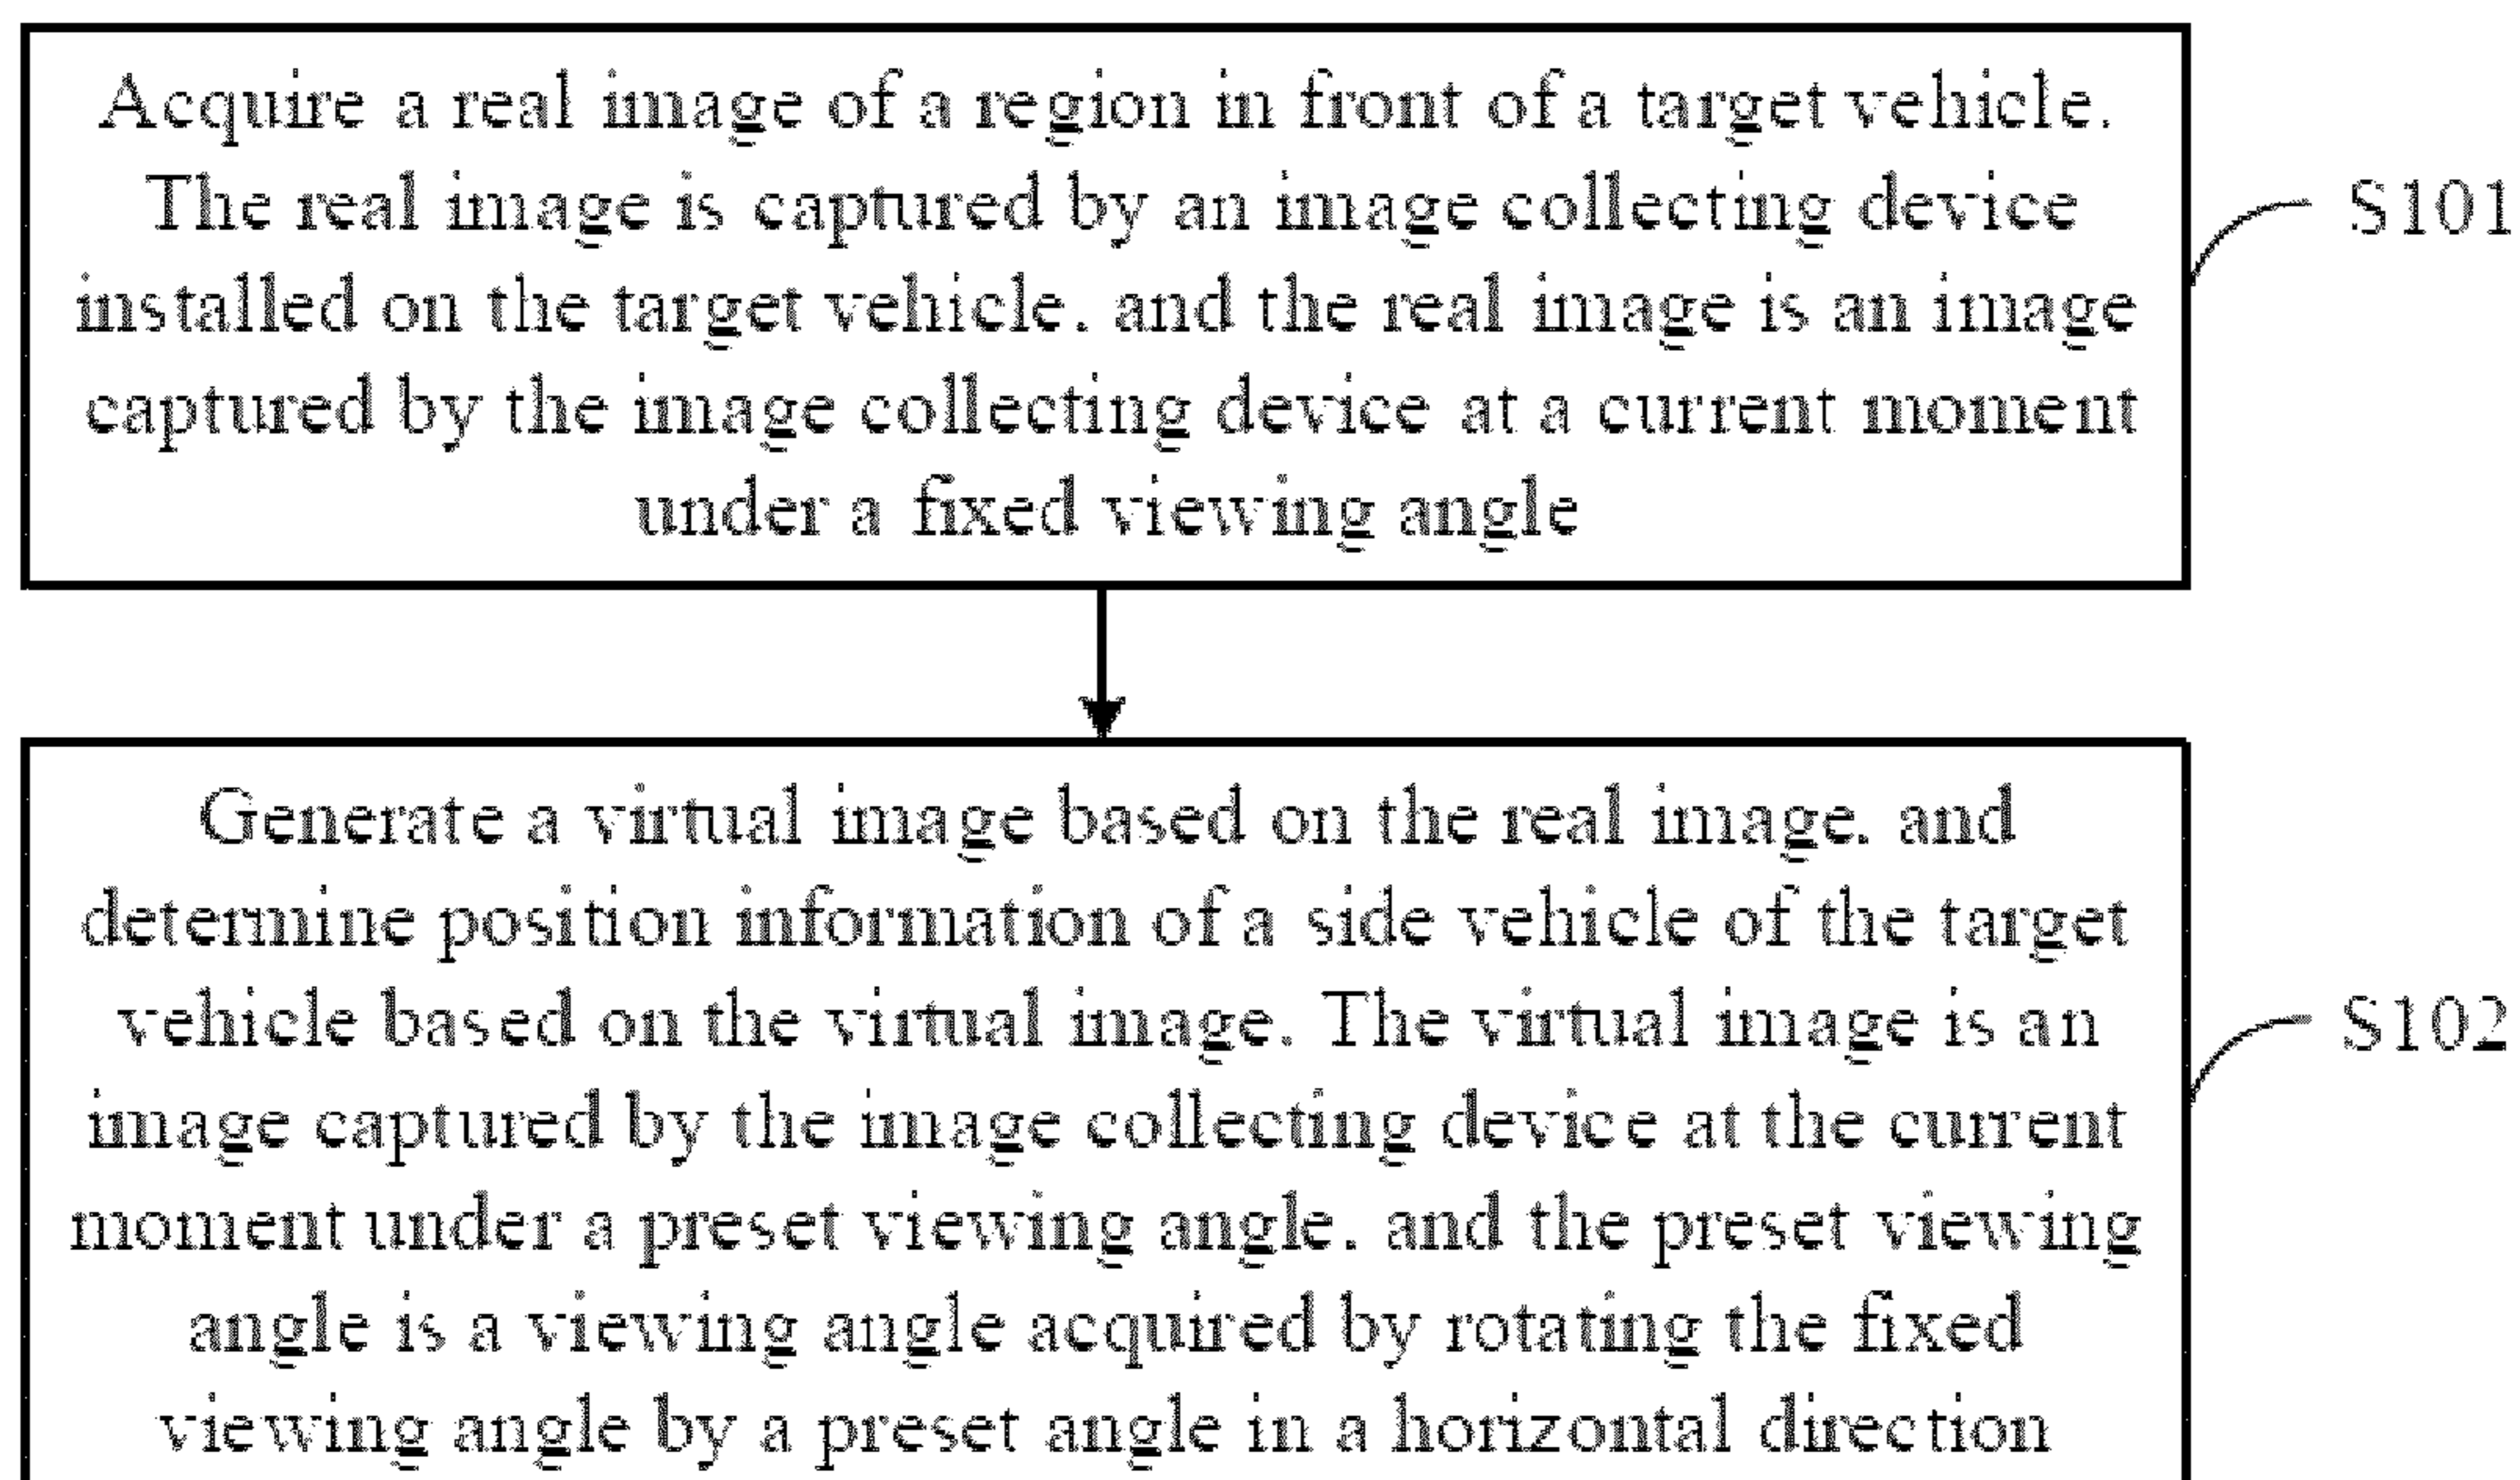 Acquire a real image of a region in front of a target vehicle.
The real image is captured by an image collecting device
installed on the target vehicle, and the real image is an image
captured by the image collecting device at a current moment
under a fixed viewing angle
S101
Generate a virtual image based on the real image, and
determine position information of a side vehicle of the target
vehicle based on the virtual image. The virtual image is an
image captured by the image collecting device at the current
moment under a preset viewing angle, and the preset viewing
angle is a viewing angle acquired by rotating the fixed
viewing angle by a preset angle in a horizontal direction
S102